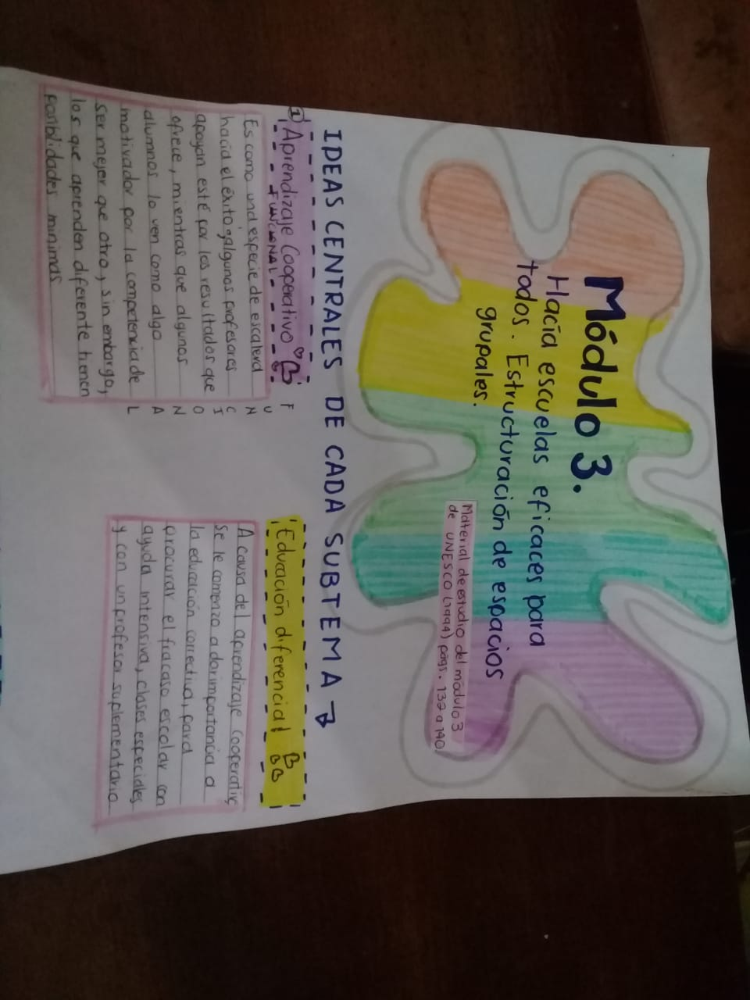 Módulo 3.
Hacía escuelas eficaces para
todos. Estructuración de espacios
grupales.
Material de estudio del módulo 3
de UNESCO (1994) págs. 132 a 140.
IDEAS CENTRALES DE CADA SUBTEMA →
1 Aprendizaje Cooperativo
FUNCIONAL
Es como una especie de escalera
hacía el éxito, algunos profesores
apoyan esté por los resultados que
ofrece, mientras que algunos
alumnos lo ven como algo
motivador por la competencia de
ser mejer que otro, sin embargo,
los que aprenden diferente tienen
posiblidades minimas
F
U
N
C
I
O
N
A
L
Educación diferencial
A causa del aprendizaje Cooperativo
se le comenzo a dar importancia a
la educación correctiva, para
procurar el fracaso escolar con
ayuda intensiva, clases especiales
y con un profesor suplementario